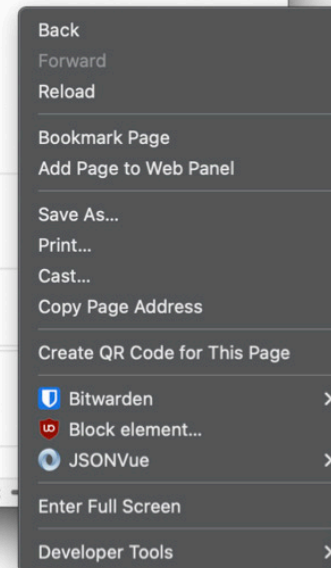 Back
Forward
Reload
Bookmark Page
Add Page to Web Panel
Save As...
Print...
Cast...
Copy Page Address
Create QR Code for This Page
Bitwarden
Block element...
JSONVue
Enter Full Screen
Developer Tools